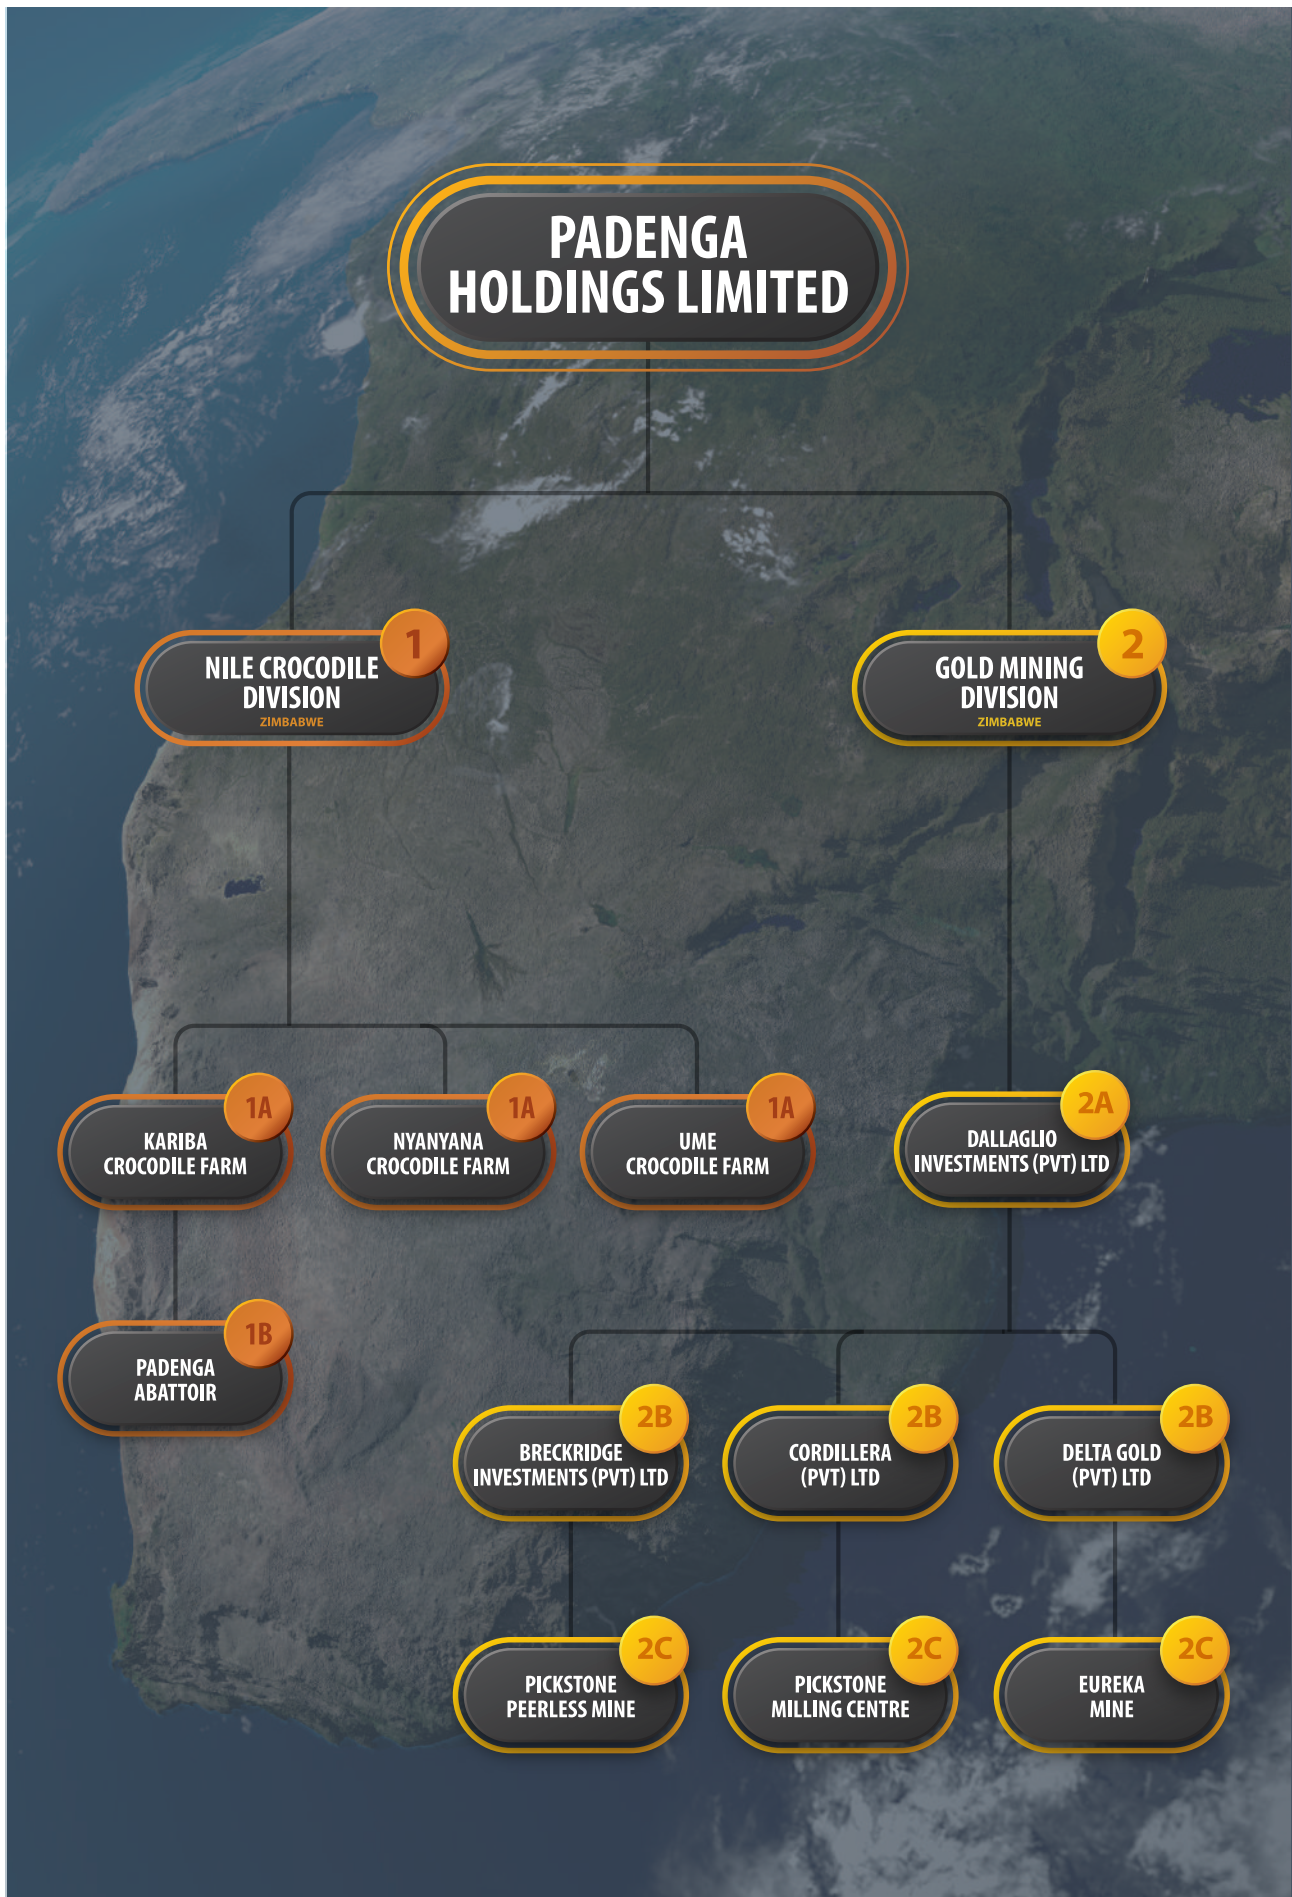 PADENGA
HOLDINGS LIMITED
1
NILE CROCODILE
DIVISION
ZIMBABWE
2
GOLD MINING
DIVISION
ZIMBABWE
1A
KARIBA
CROCODILE FARM
1A
NYANYANA
CROCODILE FARM
1A
UME
CROCODILE FARM
2A
DALLAGLIO
INVESTMENTS (PVT) LTD
1B
PADENGA
ABATTOIR
2B
BRECKRIDGE
INVESTMENTS (PVT) LTD
2B
CORDILLERA
(PVT) LTD
2B
DELTA GOLD
(PVT) LTD
2C
PICKSTONE
PEERLESS MINE
2C
PICKSTONE
MILLING CENTRE
2C
EUREKA
MINE